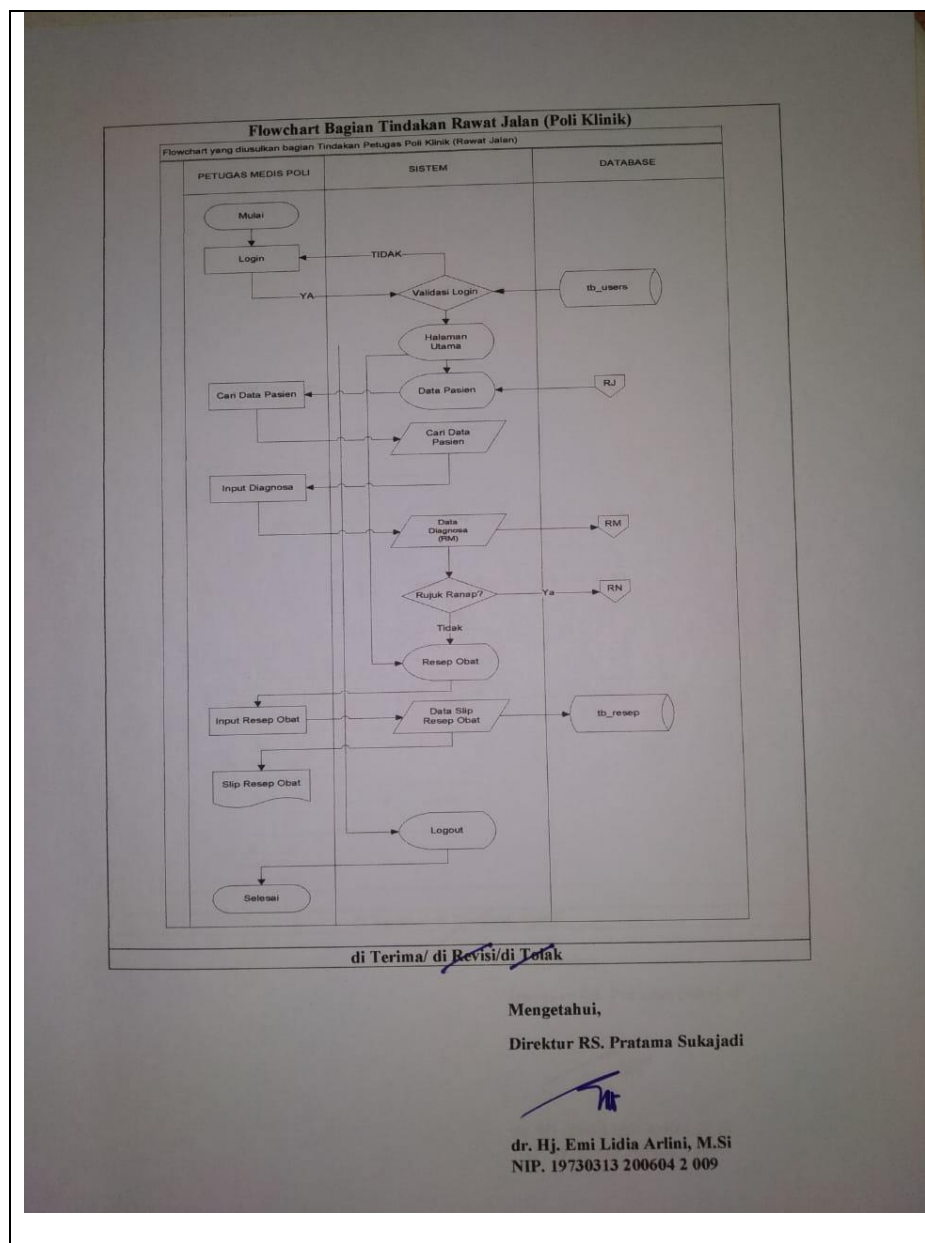 Flowchart Bagian Tindakan Rawat Jalan (Poli Klinik)
Flowchart yang diusulkan bagian Tindakan Petugas Poli Klinik (Rawat Jalan)
PETUGAS MEDIS POLI
SISTEM
DATABASE
Mulai
Login
TIDAK
YA
Validasi Login
tb_users
Halaman
Utama
Cari Data Pasien
Data Pasien
RJ
Cari Data
Pasien
Input Diagnosa
Data
Diagnosa
(RM)
RM
Rujuk Ranap?
Ya
RN
Tidak
Resep Obat
Input Resep Obat
Data Slip
Resep Obat
tb_resep
Slip Resep Obat
Logout
Selesai
di Terima/ di Revisi/di Tolak
Mengetahui,
Direktur RS. Pratama Sukajadi
dr. Hj. Emi Lidia Arlini, M.Si
NIP. 19730313 200604 2 009